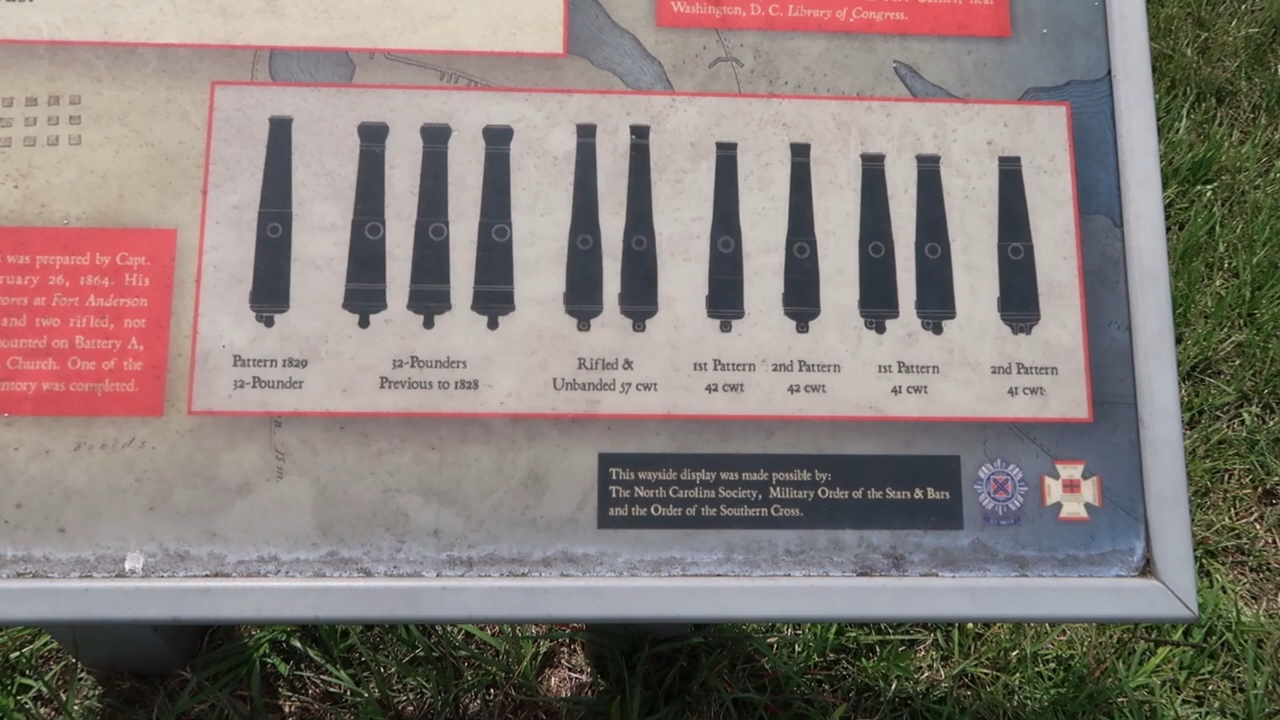 Washington, D. C. Library of Congress.
was prepared by Capt.
ruary 26, 1864. His
ores at Fort Anderson
and two rifled, not
ounted on Battery A,
Church. One of the
ntory was completed.
Pattern 1829
32-Pounder
32-Pounders
Previous to 1828
Rifled &
Unbanded 57 cwt
1st Pattern
42 cwt
2nd Pattern
42 cwt
1st Pattern
41 cwt
2nd Pattern
41 cwt
This wayside display was made possible by:
The North Carolina Society, Military Order of the Stars & Bars
and the Order of the Southern Cross.